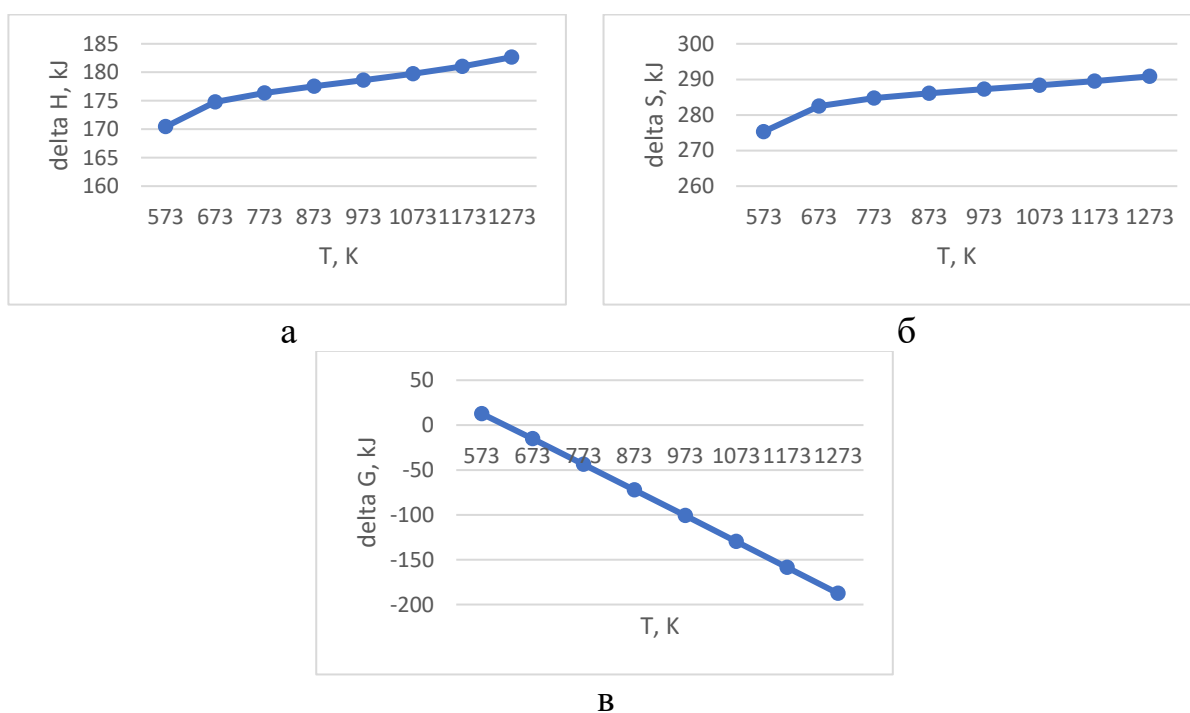 delta H, kJ
185
180
175
170
165
160
573 673 773 873 973 1073 1173 1273
T, K
а
delta S, kJ
300
290
280
270
260
573 673 773 873 973 1073 1173 1273
T, K
б
delta G, kJ
50
0
-50
-100
-150
-200
573 673 773 873 973 1073 1173 1273
T, K
в